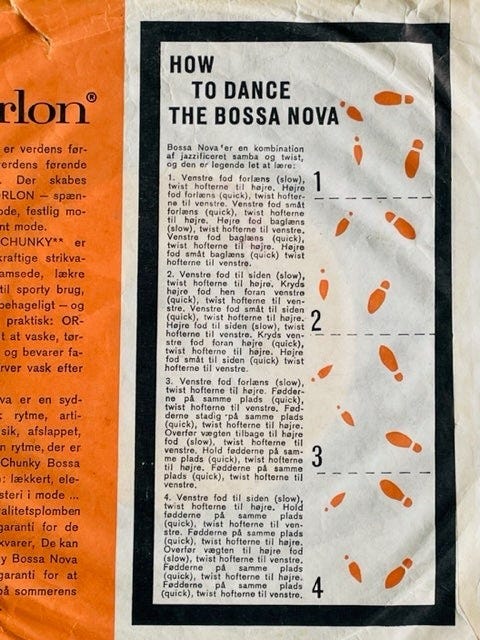 rlon®
er verdens før-
verdens førende
. Der skabes
RLON — spæn-
ode, festlig mo-
nt mode.
CHUNKY** er
kraftige strikva-
amsede, lækre
til sporty brug,
behageligt — og
praktisk: OR-
t at vaske, tør-
og bevarer fa-
rver vask efter
va er en syd-
rytme, arti-
sik, afslappet,
n rytme, der er
Chunky Bossa
: lækkert, ele-
steri i mode ...
alitetsplomben
garanti for de
kvarer, De kan
y Bossa Nova
garanti for at
på sommerens
HOW
TO DANCE
THE BOSSA NOVA
Bossa Nova er en kombination
af jazzificeret samba og twist,
og den er legende let at lære:
1. Venstre fod forlæns (slow),
twist hofterne til højre. Højre
fod forlæns (quick), twist hofter-
ne til venstre. Venstre fod småt
forlæns (quick), twist hofterne
til højre. Højre fod baglæns
(slow), twist hofterne til venstre.
Venstre fod baglæns (quick),
twist hofterne til højre. Højre
fod småt baglæns (quick) twist
hofterne til venstre.
1
2. Venstre fod til siden (slow),
twist hofterne til højre. Kryds
højre fod hen foran venstre
(quick), twist hofterne til ven-
stre. Venstre fod småt til siden
(quick), twist hofterne til højre.
Højre fod til siden (slow), twist
hofterne til venstre. Kryds ven-
stre fod foran højre (quick),
twist hofterne til højre. Højre
fod småt til siden (quick) twist
hofterne til venstre.
2
3. Venstre fod forlæns (slow),
twist hofterne til højre. Fødder-
ne på samme plads (quick),
twist hofterne til venstre. Fød-
derne stadig på samme plads
(quick), twist hofterne til højre.
Overfør vægten tilbage til højre
fod (slow), twist hofterne til
venstre. Hold fødderne på sam-
me plads (quick), twist hofterne
til højre. Fødderne på samme
plads (quick), twist hofterne til
venstre.
3
4. Venstre fod til siden (slow),
twist hofterne til højre. Hold
fødderne på samme plads
(quick), twist hofterne til ven-
stre. Fødderne på samme plads
(quick), twist hofterne til højre.
Overfør vægten til højre fod
(slow), twist hofterne til venstre.
Fødderne på samme plads
(quick), twist hofterne til højre.
Fødderne på samme plads
(quick), twist hofterne til venstre.
4